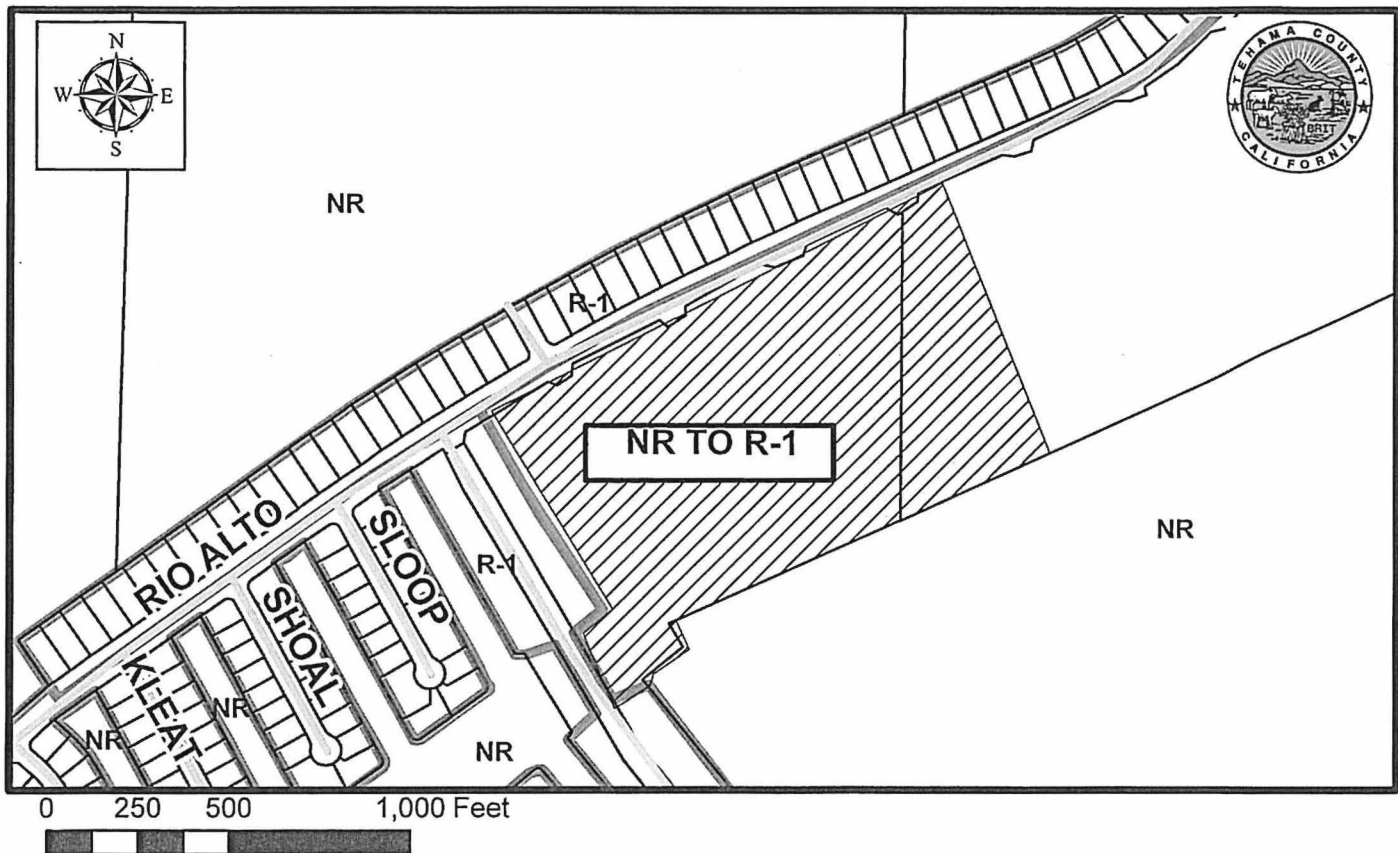 N
W E
S
TEHAMA COUNTY
BRIT
CALIFORNIA
NR
R-1
NR TO R-1
NR
RIO ALTO
SLOOP
R-1
SHOAL
KLEAT
NR
NR
NR
0 250 500 1,000 Feet